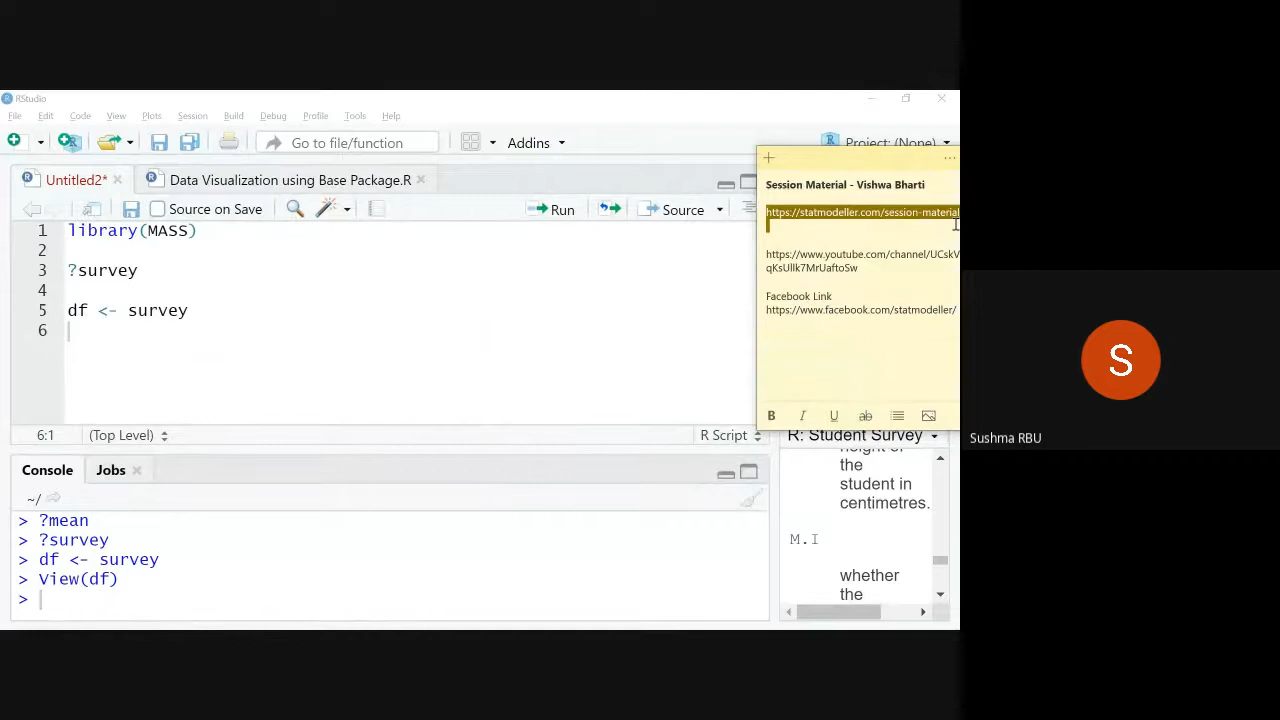 RStudio
File Edit Code View Plots Session Build Debug Profile Tools Help
Go to file/function Addins Project: (None)
Untitled2* Data Visualization using Base Package.R
Source on Save Run Source
1 library(MASS)
2
3 ?survey
4
5 df <- survey
6
6:1 (Top Level) R Script
Console Jobs
~/
> ?mean
> ?survey
> df <- survey
> View(df)
>
Session Material - Vishwa Bharti
https://statmodeller.com/session-material
https://www.youtube.com/channel/UCskV
qKsUllk7MrUaftoSw
Facebook Link
https://www.facebook.com/statmodeller/
B I U ab
R: Student Survey
height of
the
student in
centimetres.
M.I
whether
the
S
Sushma RBU